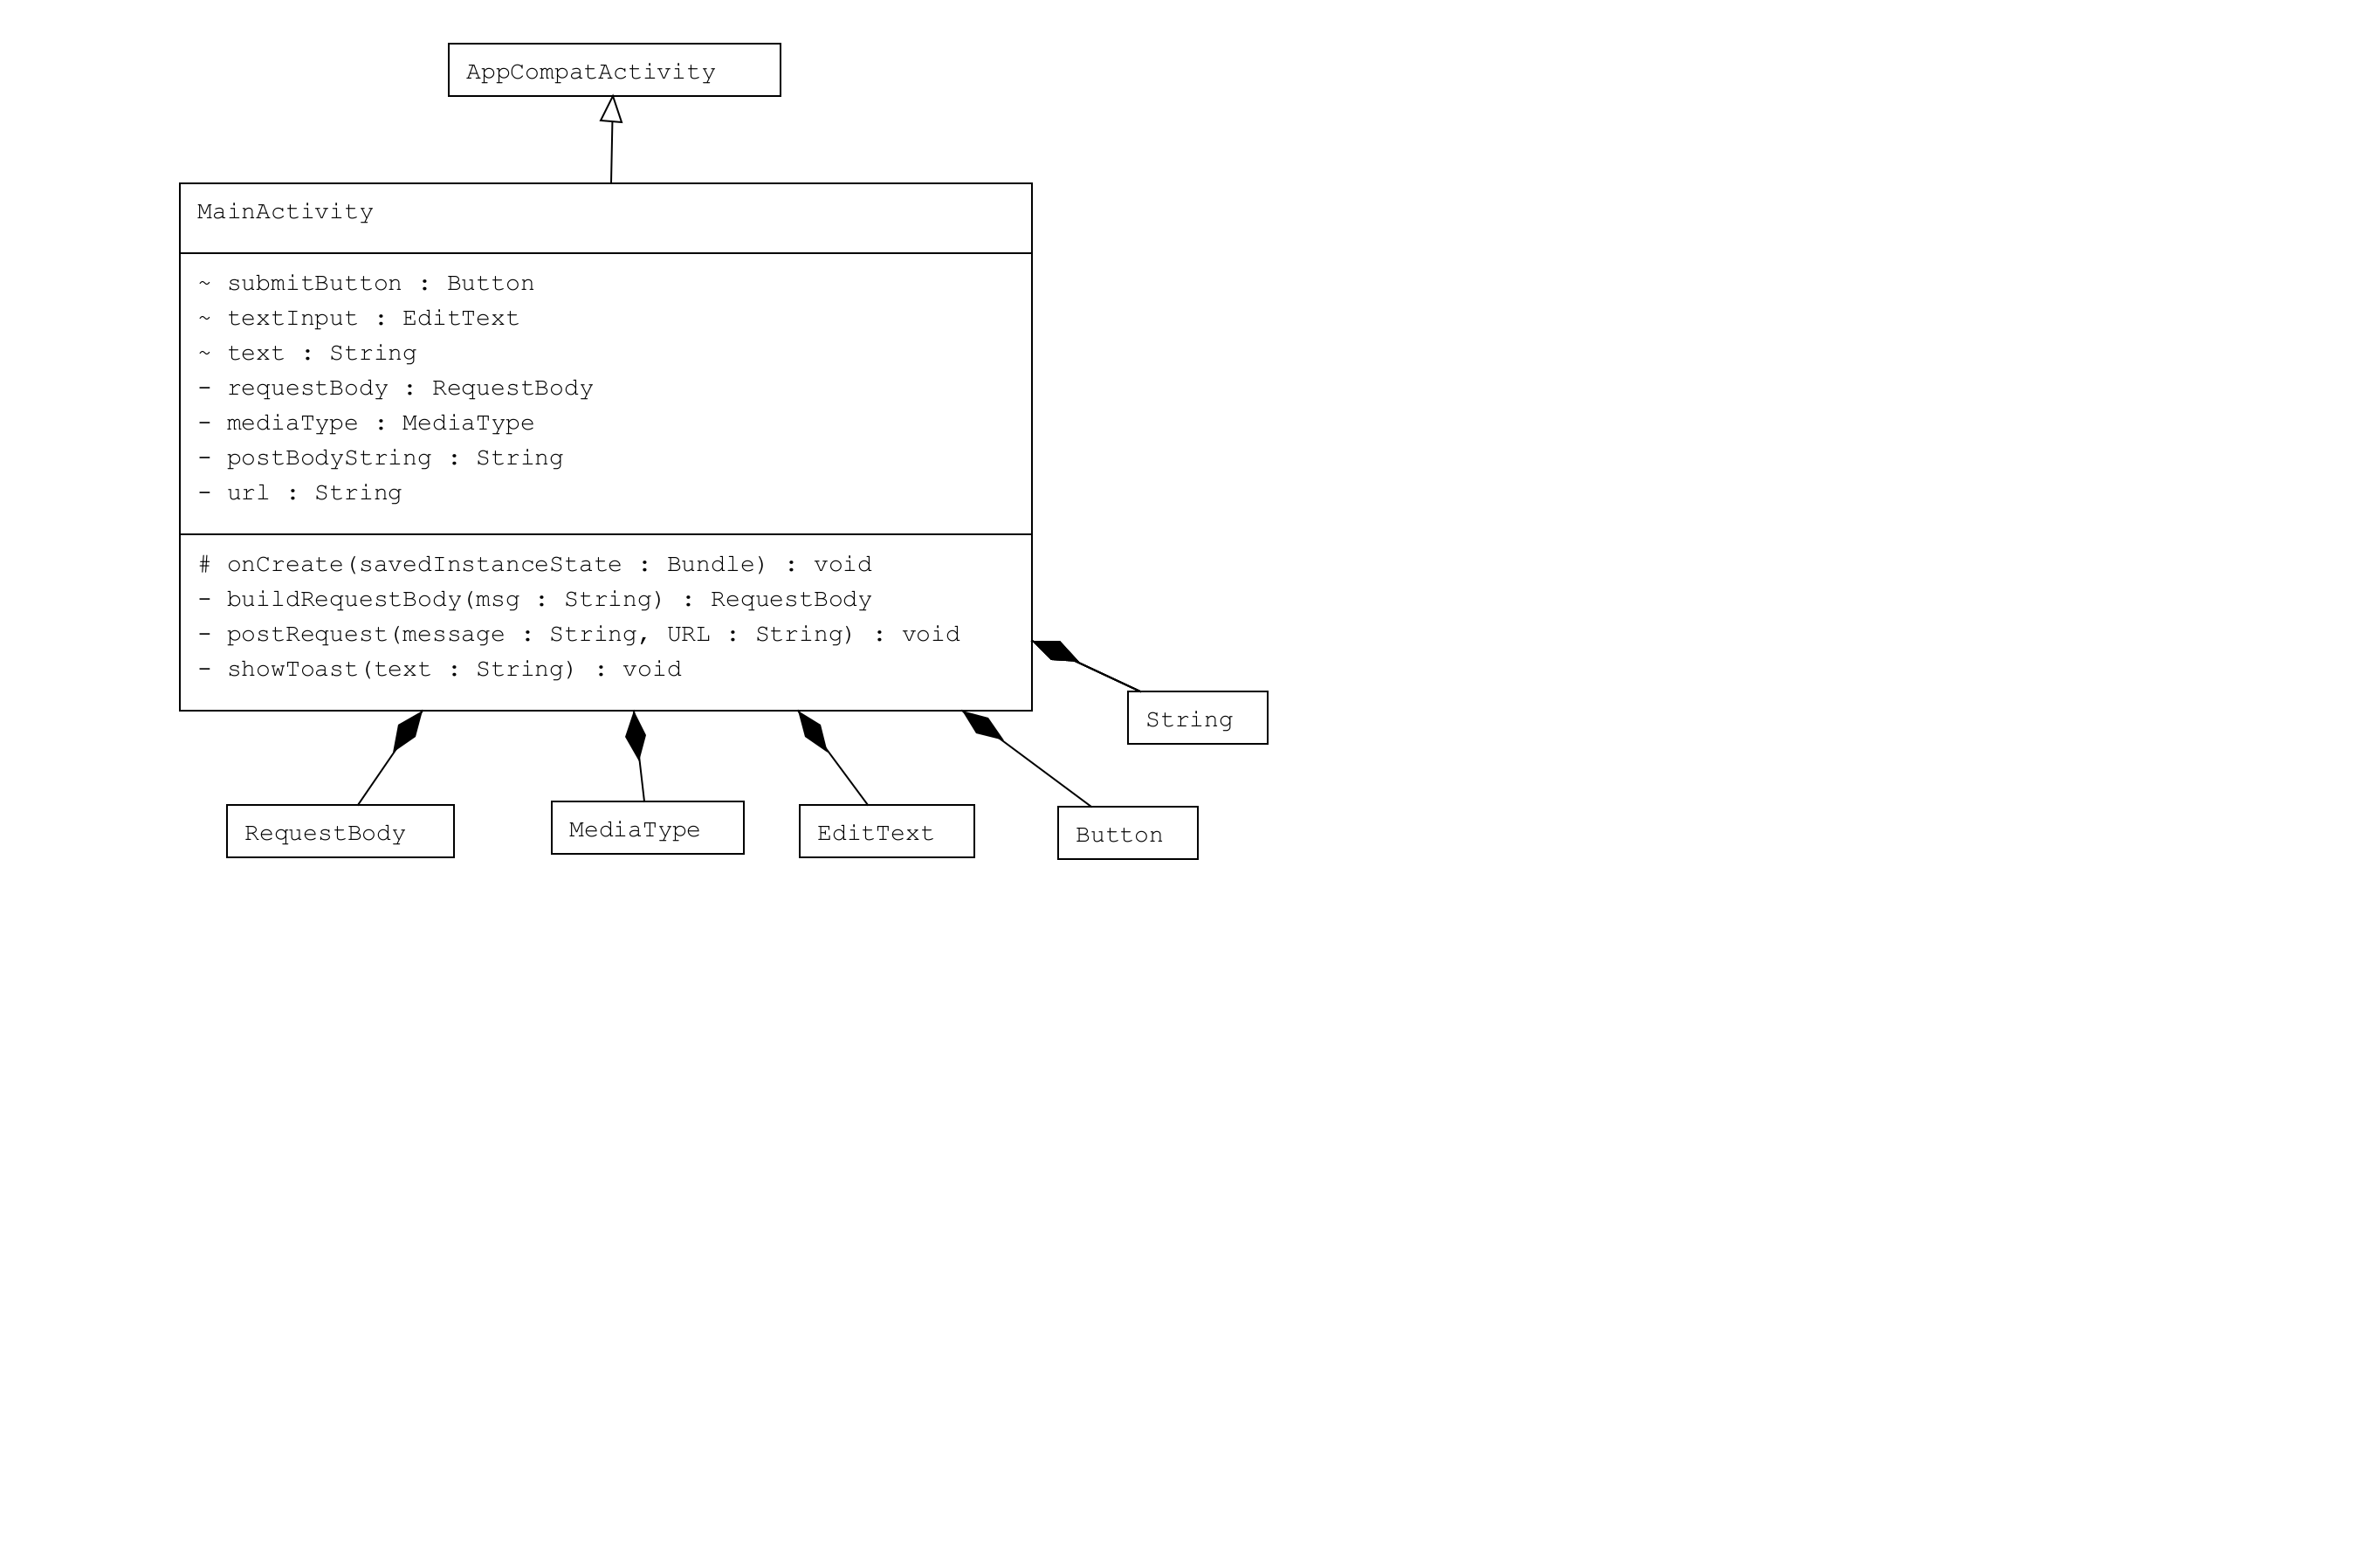 AppCompatActivity
MainActivity
~ submitButton : Button
~ textInput : EditText
~ text : String
- requestBody : RequestBody
- mediaType : MediaType
- postBodyString : String
- url : String
# onCreate(savedInstanceState : Bundle) : void
- buildRequestBody(msg : String) : RequestBody
- postRequest(message : String, URL : String) : void
- showToast(text : String) : void
String
RequestBody
MediaType
EditText
Button